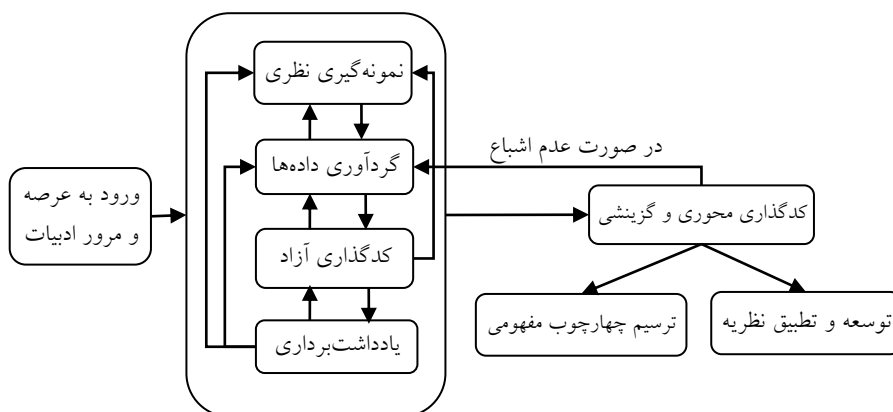 نمونه‌گیری نظری
گردآوری داده‌ها
کدگذاری آزاد
یادداشت‌برداری
ورود به عرصه
و مرور ادبیات
در صورت عدم اشباع
کدگذاری محوری و گزینشی
توسعه و تطبیق نظریه
ترسیم چهارچوب مفهومی